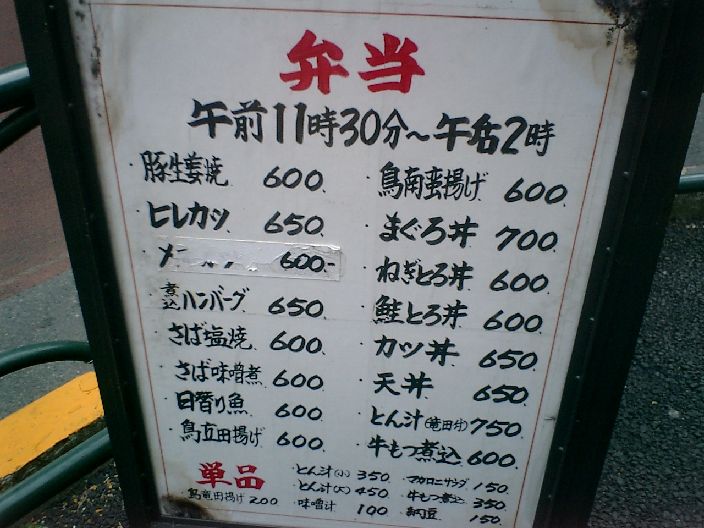 弁当
午前11時30分～午后2時
豚生姜焼 600.
ヒレカツ 650.
メ 600-
煮込ハンバーグ 650.
さば塩焼 600.
さば味噌煮 600.
日替り魚 600.
鳥立田揚げ 600.
鳥南蛮揚げ 600.
まぐろ丼 700.
ねぎとろ丼 600.
鮭とろ丼 600.
カツ丼 650.
天丼 650.
とん汁(竜田付) 750.
牛もつ煮込 600.
単品
鳥竜田揚げ 200
とん汁(小) 350.
とん汁(大) 450.
味噌汁 100
マカロニサラダ 150.
牛もつ煮込 350
納豆 150.